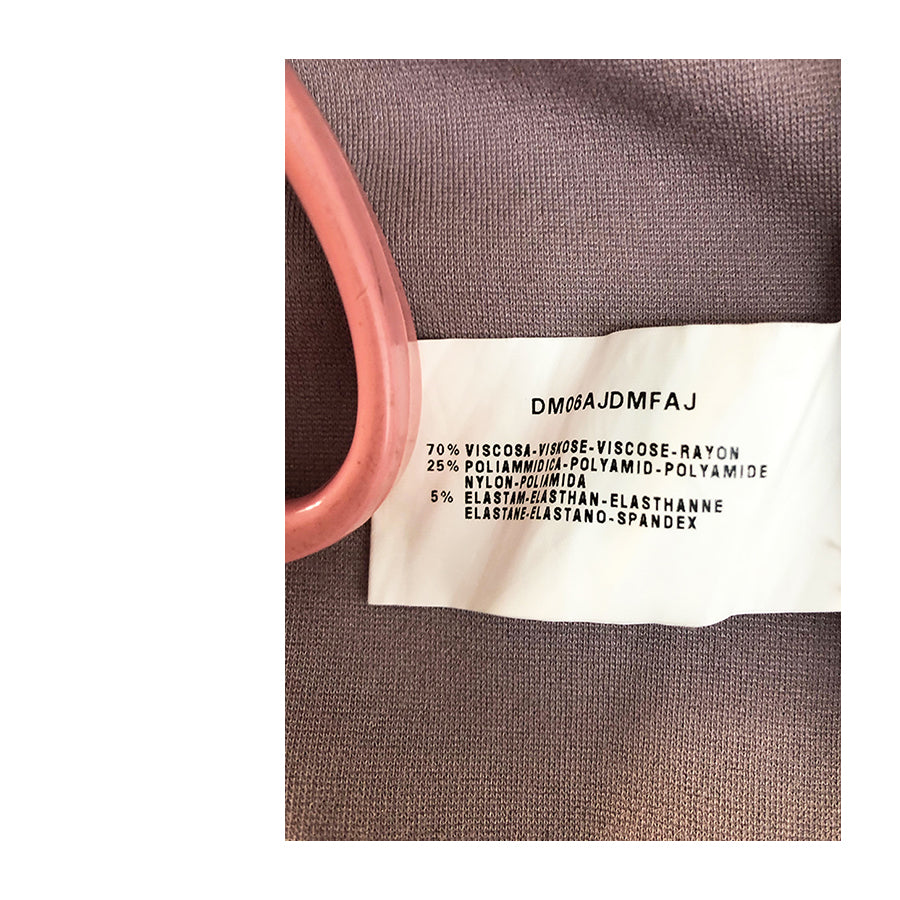 DM06AJDMFAJ
70% VISCOSA-VISKOSE-VISCOSE-RAYON
25% POLIAMMIDICA-POLYAMID-POLYAMIDE
NYLON-POLIAMIDA
5% ELASTAM-ELASTHAN-ELASTHANNE
ELASTANE-ELASTANO-SPANDEX